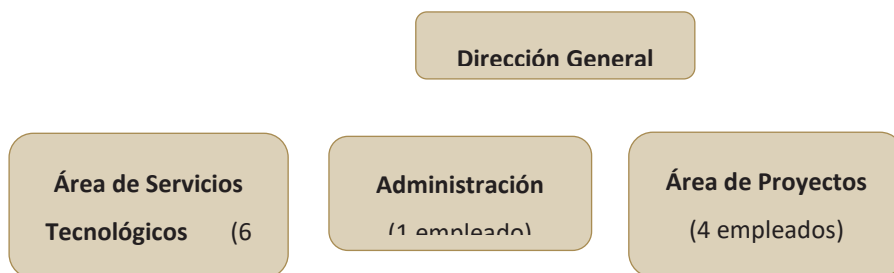 Dirección General
Área de Servicios
Tecnológicos (6
Administración
(1 empleado)
Área de Proyectos
(4 empleados)